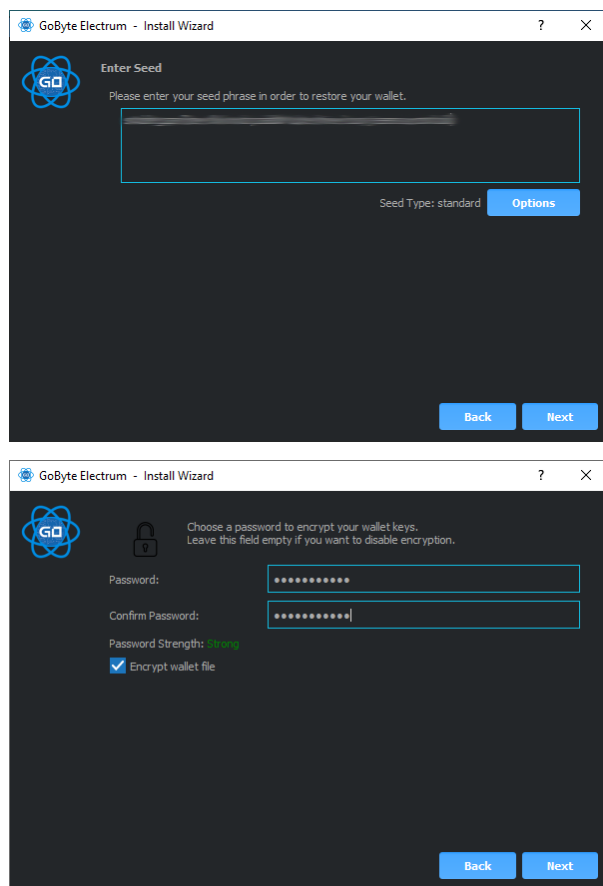 GoByte Electrum - Install Wizard
GO
Enter Seed
Please enter your seed phrase in order to restore your wallet.
Seed Type: standard Options
Back Next
GoByte Electrum - Install Wizard
GO
Choose a password to encrypt your wallet keys.
Leave this field empty if you want to disable encryption.
Password: ●●●●●●●●●●●
Confirm Password: ●●●●●●●●●●●
Password Strength: Strong
Encrypt wallet file
Back Next